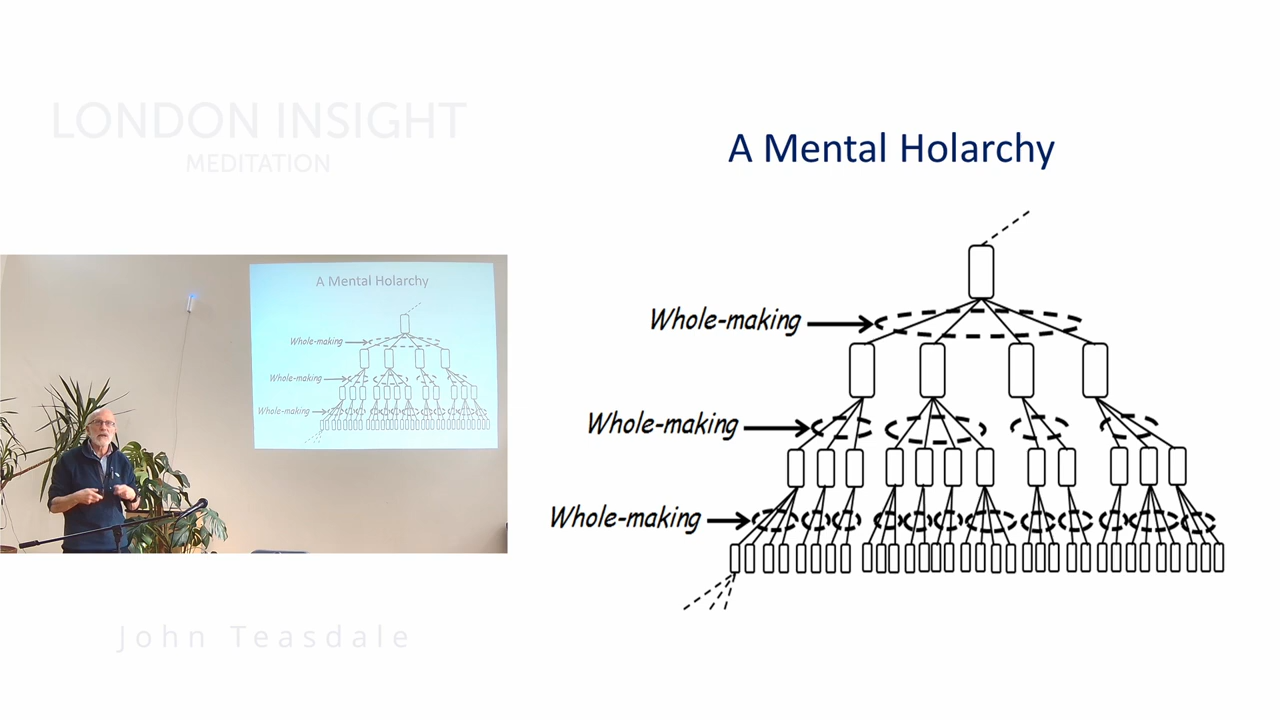 LONDON INSIGHT
MEDITATION
A Mental Holarchy
Whole-making
Whole-making
Whole-making
A Mental Holarchy
Whole-making
Whole-making
Whole-making
John Teasdale